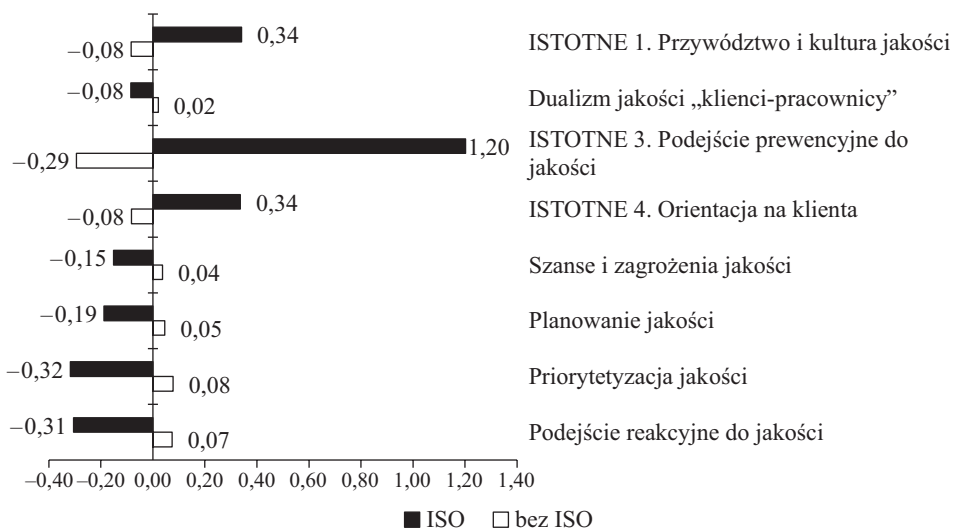 0,34
−0,08
ISTOTNE 1. Przywództwo i kultura jakości
−0,08
0,02
Dualizm jakości „klienci-pracownicy”
1,20
−0,29
ISTOTNE 3. Podejście prewencyjne do
jakości
0,34
−0,08
ISTOTNE 4. Orientacja na klienta
−0,15
0,04
Szanse i zagrożenia jakości
−0,19
0,05
Planowanie jakości
−0,32
0,08
Priorytetyzacja jakości
−0,31
0,07
Podejście reakcyjne do jakości
−0,40 −0,20 0,00 0,20 0,40 0,60 0,80 1,00 1,20 1,40
ISO bez ISO